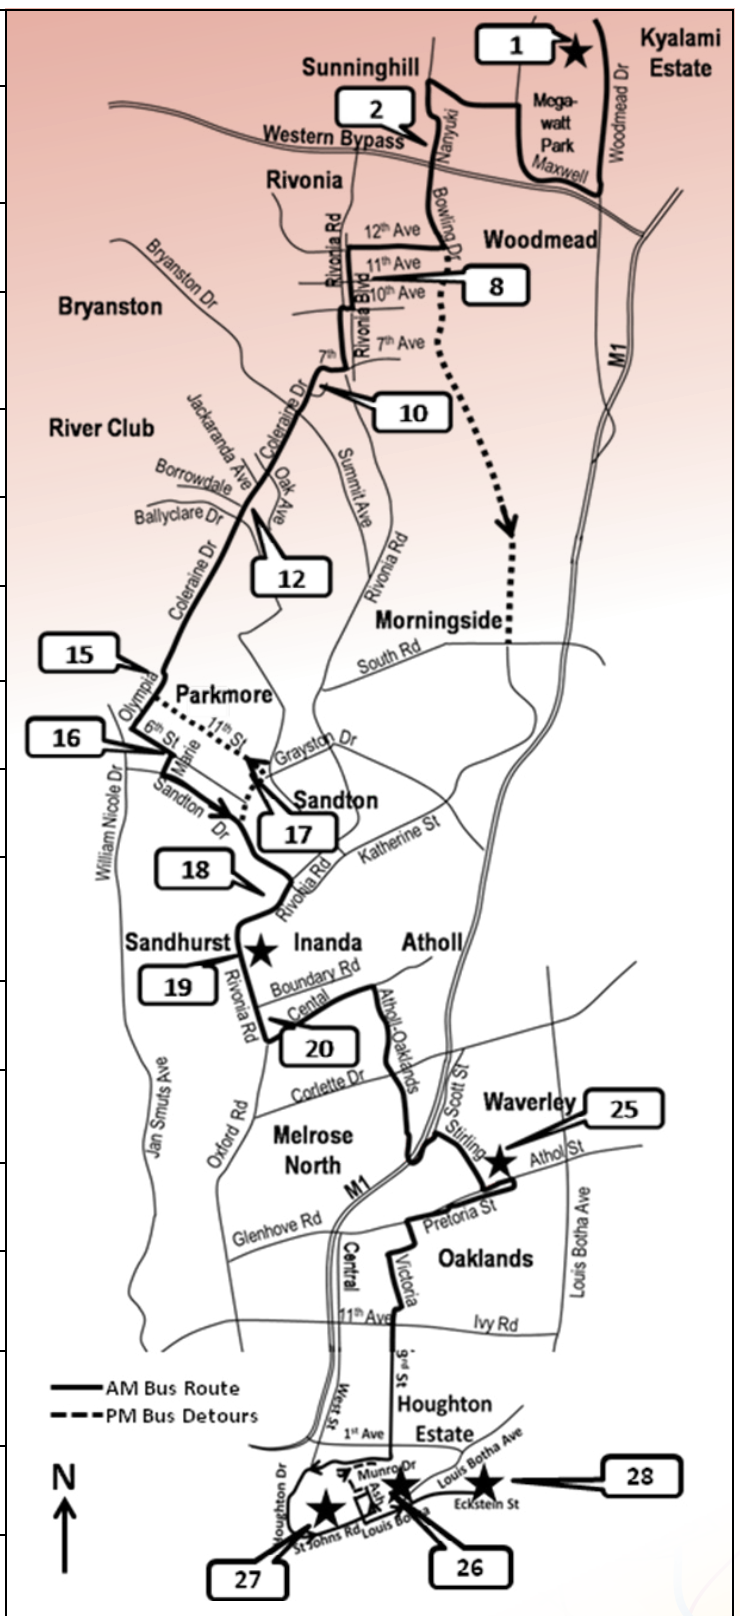 1
Kyalami
Estate
Sunninghill
Mega-
watt
Park
Woodmead Dr
2
Nanyuki
Western Bypass
Maxwell
Rivonia
Bowling Dr
12th Ave
Woodmead
Rivonia Rd
11th Ave
8
10th Ave
Rivonia Blvd
Bryanston Dr
Bryanston
7th Ave
7th
M1
10
Coleraine Dr
Jackaranda Ave
River Club
Borrowdale
Oak
Ave
Summit Ave
Ballyclare Dr
12
Rivonia Rd
Coleraine Dr
Morningside
South Rd
15
Olympia
Parkmore
11th St
16
6th St
Marie
Grayston Dr
William Nicole Dr
Sandton
Dr
Sandton
17
Katherine St
18
Rivonia Rd
Sandhurst
Inanda
Atholl
19
Rivonia Rd
Boundary Rd
Cental
Atholl-Oaklands
20
Corlette Dr
Scott St
Jan Smuts Ave
Oxford Rd
Waverley
25
Stirling
Melrose
North
Athol St
M1
Pretoria St
Glenhove Rd
Louis Botha Ave
Central
Victoria
Oaklands
11th Ave
Ivy Rd
3rd St
AM Bus Route
PM Bus Detours
West st
Houghton
Estate
1st Ave
N
Louis Botha Ave
Munro Dr
Houghton Dr
Ash
28
Eckstein St
St Johns Rd
Louis Botha
27
26